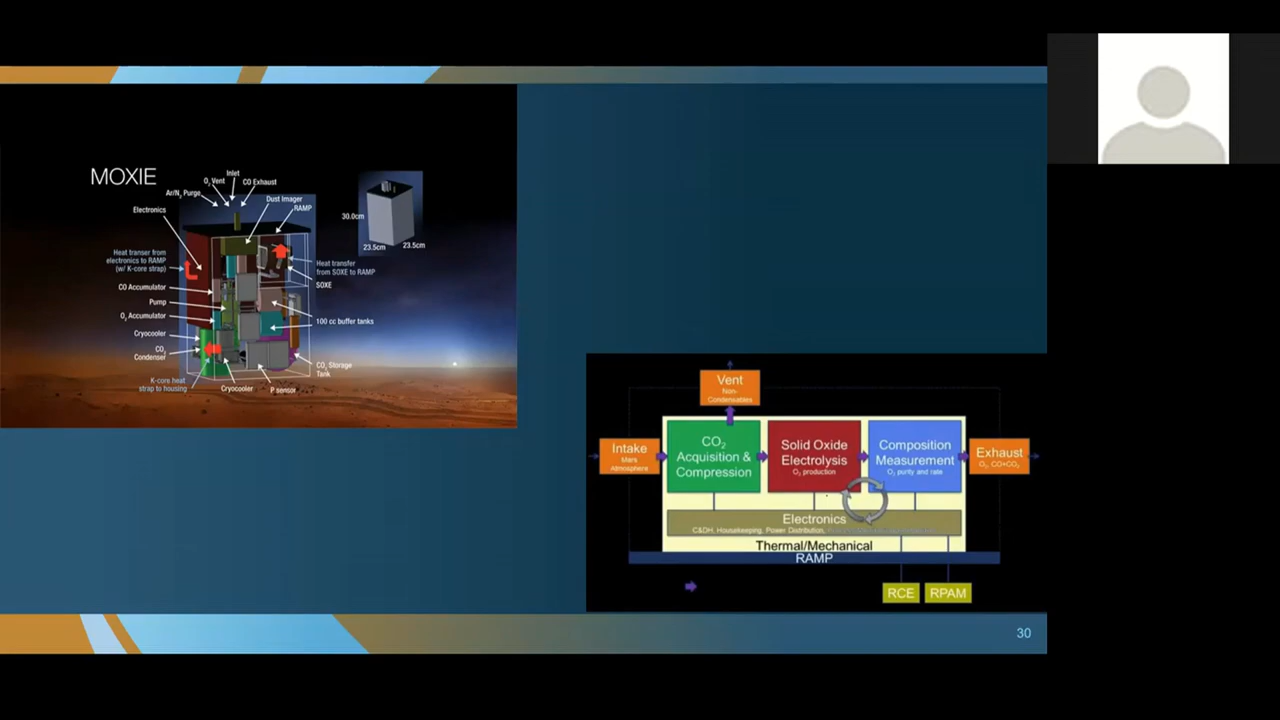 MOXIE
Inlet
O2 Vent
CO Exhaust
Ar/N2 Purge
Dust Imager
RAMP
Electronics
30.0cm
23.5cm
23.5cm
Heat transer from
electronics to RAMP
(w/ K-core strap)
Heat transfer
from SOXE to RAMP
SOXE
CO Accumulator
Pump
O2 Accumulator
100 cc buffer tanks
Cryocooler
CO2
Condenser
CO2 Storage
Tank
K-core heat
strap to housing
Cryocooler
P sensor
Vent
Non-
Condensables
Intake
Mars
Atmosphere
CO2
Acquisition &
Compression
Solid Oxide
Electrolysis
O2 production
Composition
Measurement
O2 purity and rate
Exhaust
O2, CO+CO2
Electronics
C&DH, Housekeeping, Power Distribution,
Thermal/Mechanical
RAMP
RCE
RPAM
30